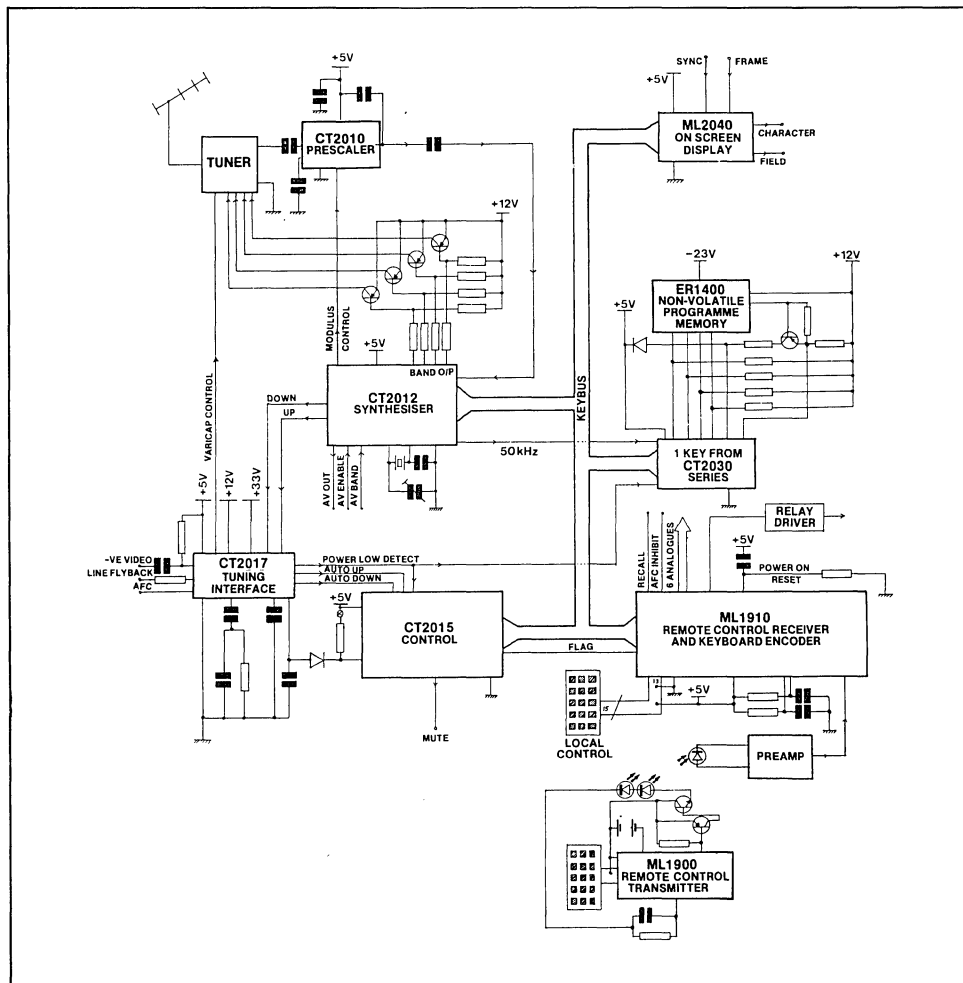 +5V
CT2010
PRESCALER
TUNER
+12V
SYNC
FRAME
+5V
ML2040
ON SCREEN
DISPLAY
CHARACTER
FIELD
-23V
+12V
ER1400
NON-VOLATILE
PROGRAMME
MEMORY
+5V
MODULUS
CONTROL
+5V
BAND O/P
CT2012
SYNTHESISER
DOWN
UP
VARICAP CONTROL
KEYBUS
50kHz
1 KEY FROM
CT2030
SERIES
AV OUT
AV ENABLE
AV BAND
+5V
+12V
+33V
RELAY
DRIVER
RECALL
AFC INHIBIT
6 ANALOGUES
+5V
POWER ON
RESET
-VE VIDEO
LINE FLYBACK
AFC
CT2017
TUNING
INTERFACE
POWER LOW DETECT
AUTO UP
AUTO DOWN
+5V
CT2015
CONTROL
FLAG
ML1910
REMOTE CONTROL RECEIVER
AND KEYBOARD ENCODER
MUTE
15
13
+5V
LOCAL
CONTROL
PREAMP
ML1900
REMOTE CONTROL
TRANSMITTER